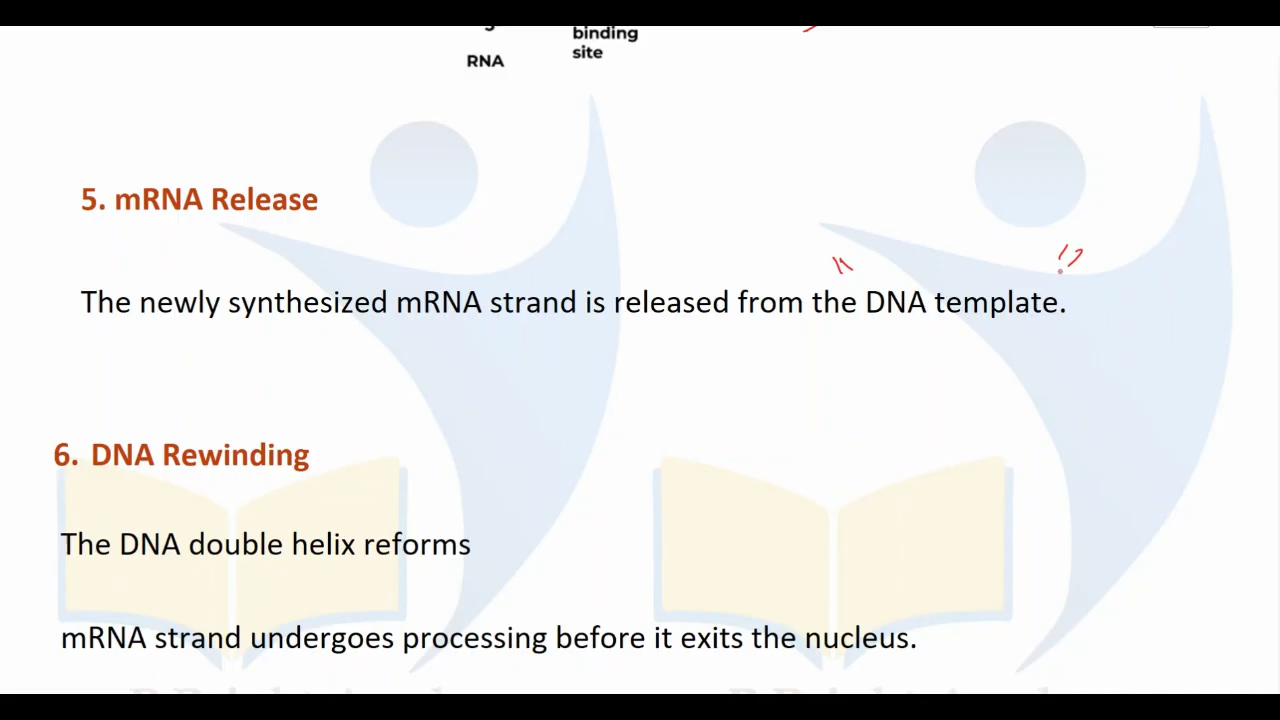 binding
site
RNA
5. mRNA Release
The newly synthesized mRNA strand is released from the DNA template.
6. DNA Rewinding
The DNA double helix reforms
mRNA strand undergoes processing before it exits the nucleus.